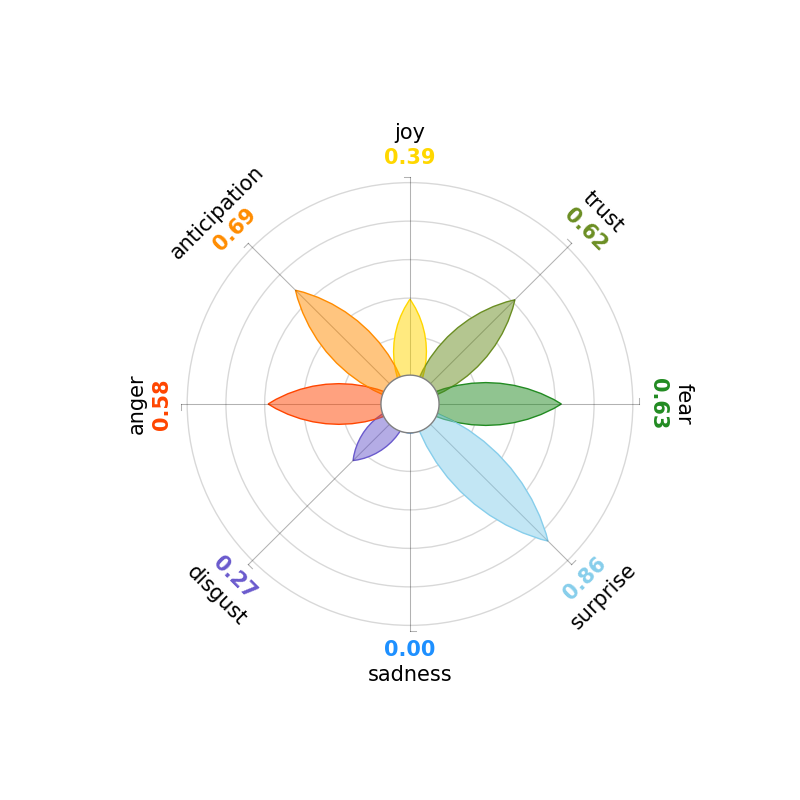 joy
0.39
trust
0.62
fear
0.63
surprise
0.86
sadness
0.00
disgust
0.27
anger
0.58
anticipation
0.69